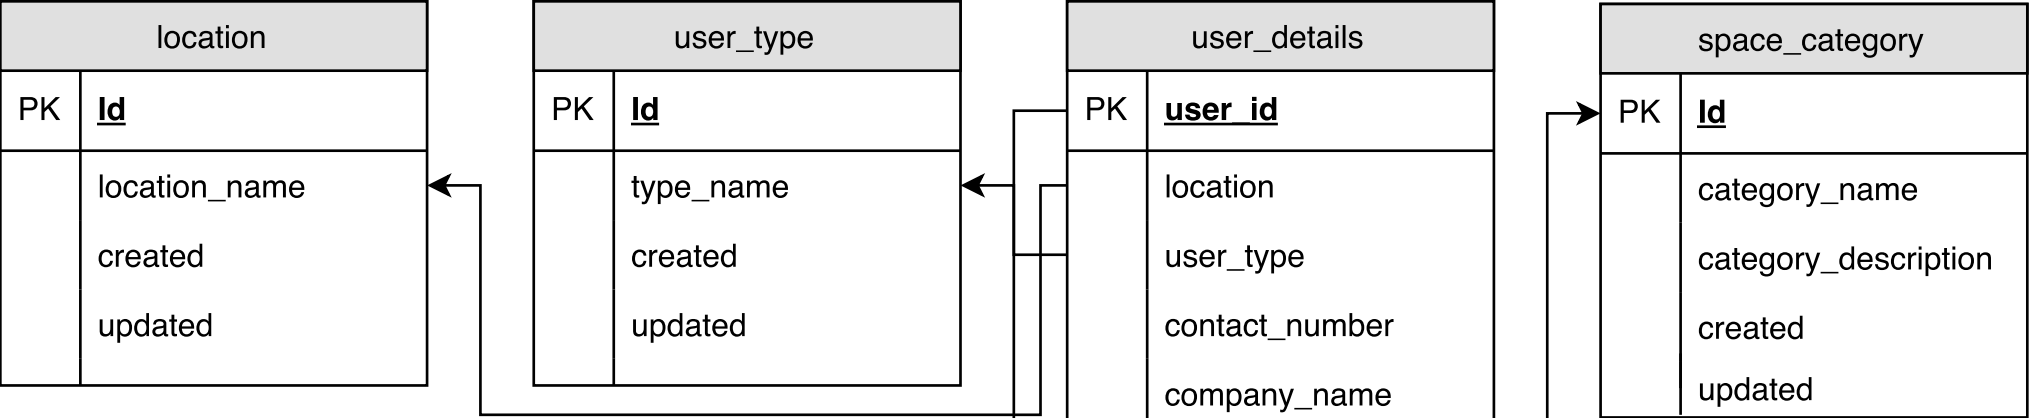 location
PK Id
location_name
created
updated
user_type
PK Id
type_name
created
updated
user_details
PK user_id
location
user_type
contact_number
company_name
space_category
PK Id
category_name
category_description
created
updated